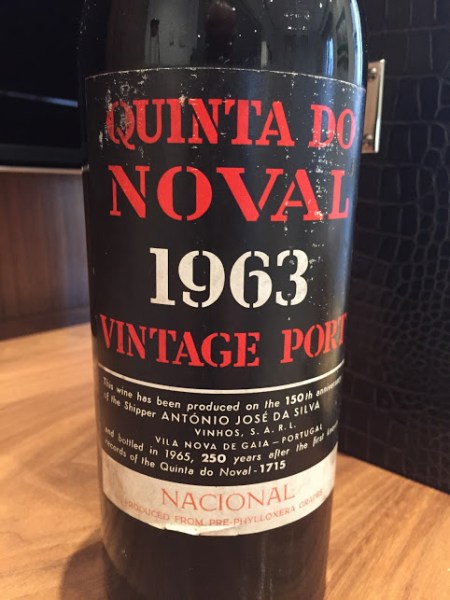 QUINTA DO
NOVAL
1963
VINTAGE PORT
This wine has been produced on the 150th
of the Shipper ANTÓNIO JOSÉ DA SILVA
VINHOS, S. A. R. L.
VILA NOVA DE GAIA — PORTUGAL
and bottled in 1965, 250 years after the first
records of the Quinta do Noval - 1715
NACIONAL
PRODUCED FROM PRE-PHYLLOXERA GRAPES